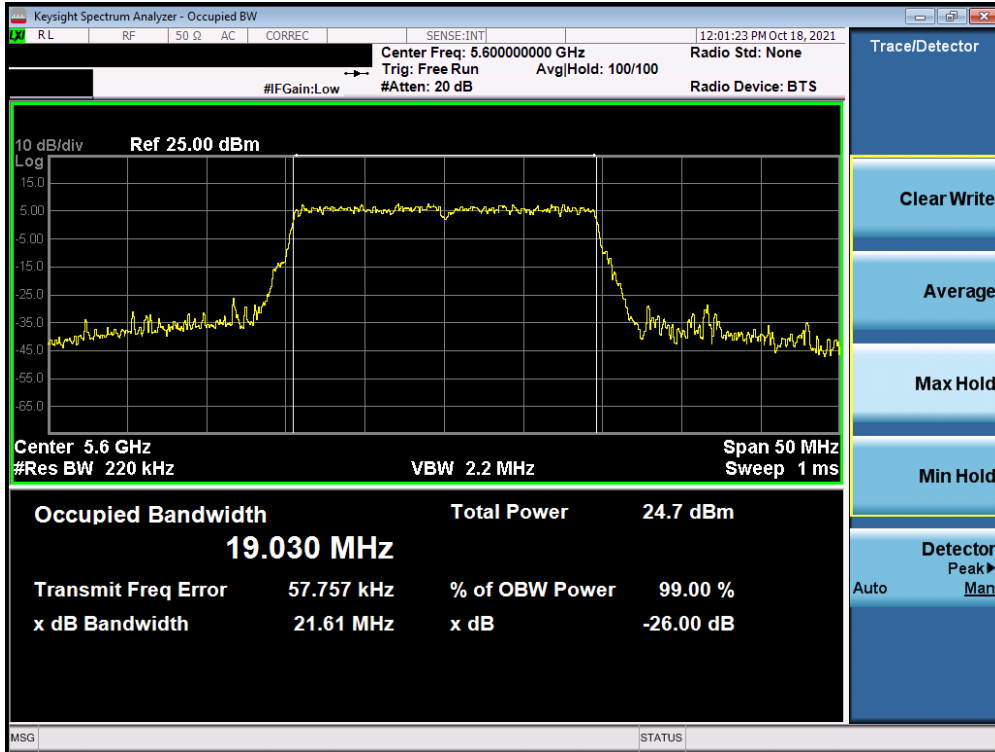 Keysight Spectrum Analyzer - Occupied BW
LXI RL RF 50 Ω AC CORREC SENSE:INT 12:01:23 PM Oct 18, 2021
Center Freq: 5.600000000 GHz Radio Std: None
Trig: Free Run Avg|Hold: 100/100
#IFGain:Low #Atten: 20 dB Radio Device: BTS
Trace/Detector
10 dB/div Ref 25.00 dBm
Log
15.0
5.00
-5.00
-15.0
-25.0
-35.0
-45.0
-55.0
-65.0
Center 5.6 GHz Span 50 MHz
#Res BW 220 kHz VBW 2.2 MHz Sweep 1 ms
Occupied Bandwidth Total Power 24.7 dBm
19.030 MHz
Transmit Freq Error 57.757 kHz % of OBW Power 99.00 %
x dB Bandwidth 21.61 MHz x dB -26.00 dB
Clear Write
Average
Max Hold
Min Hold
Detector
Peak▶
Auto Man
MSG STATUS